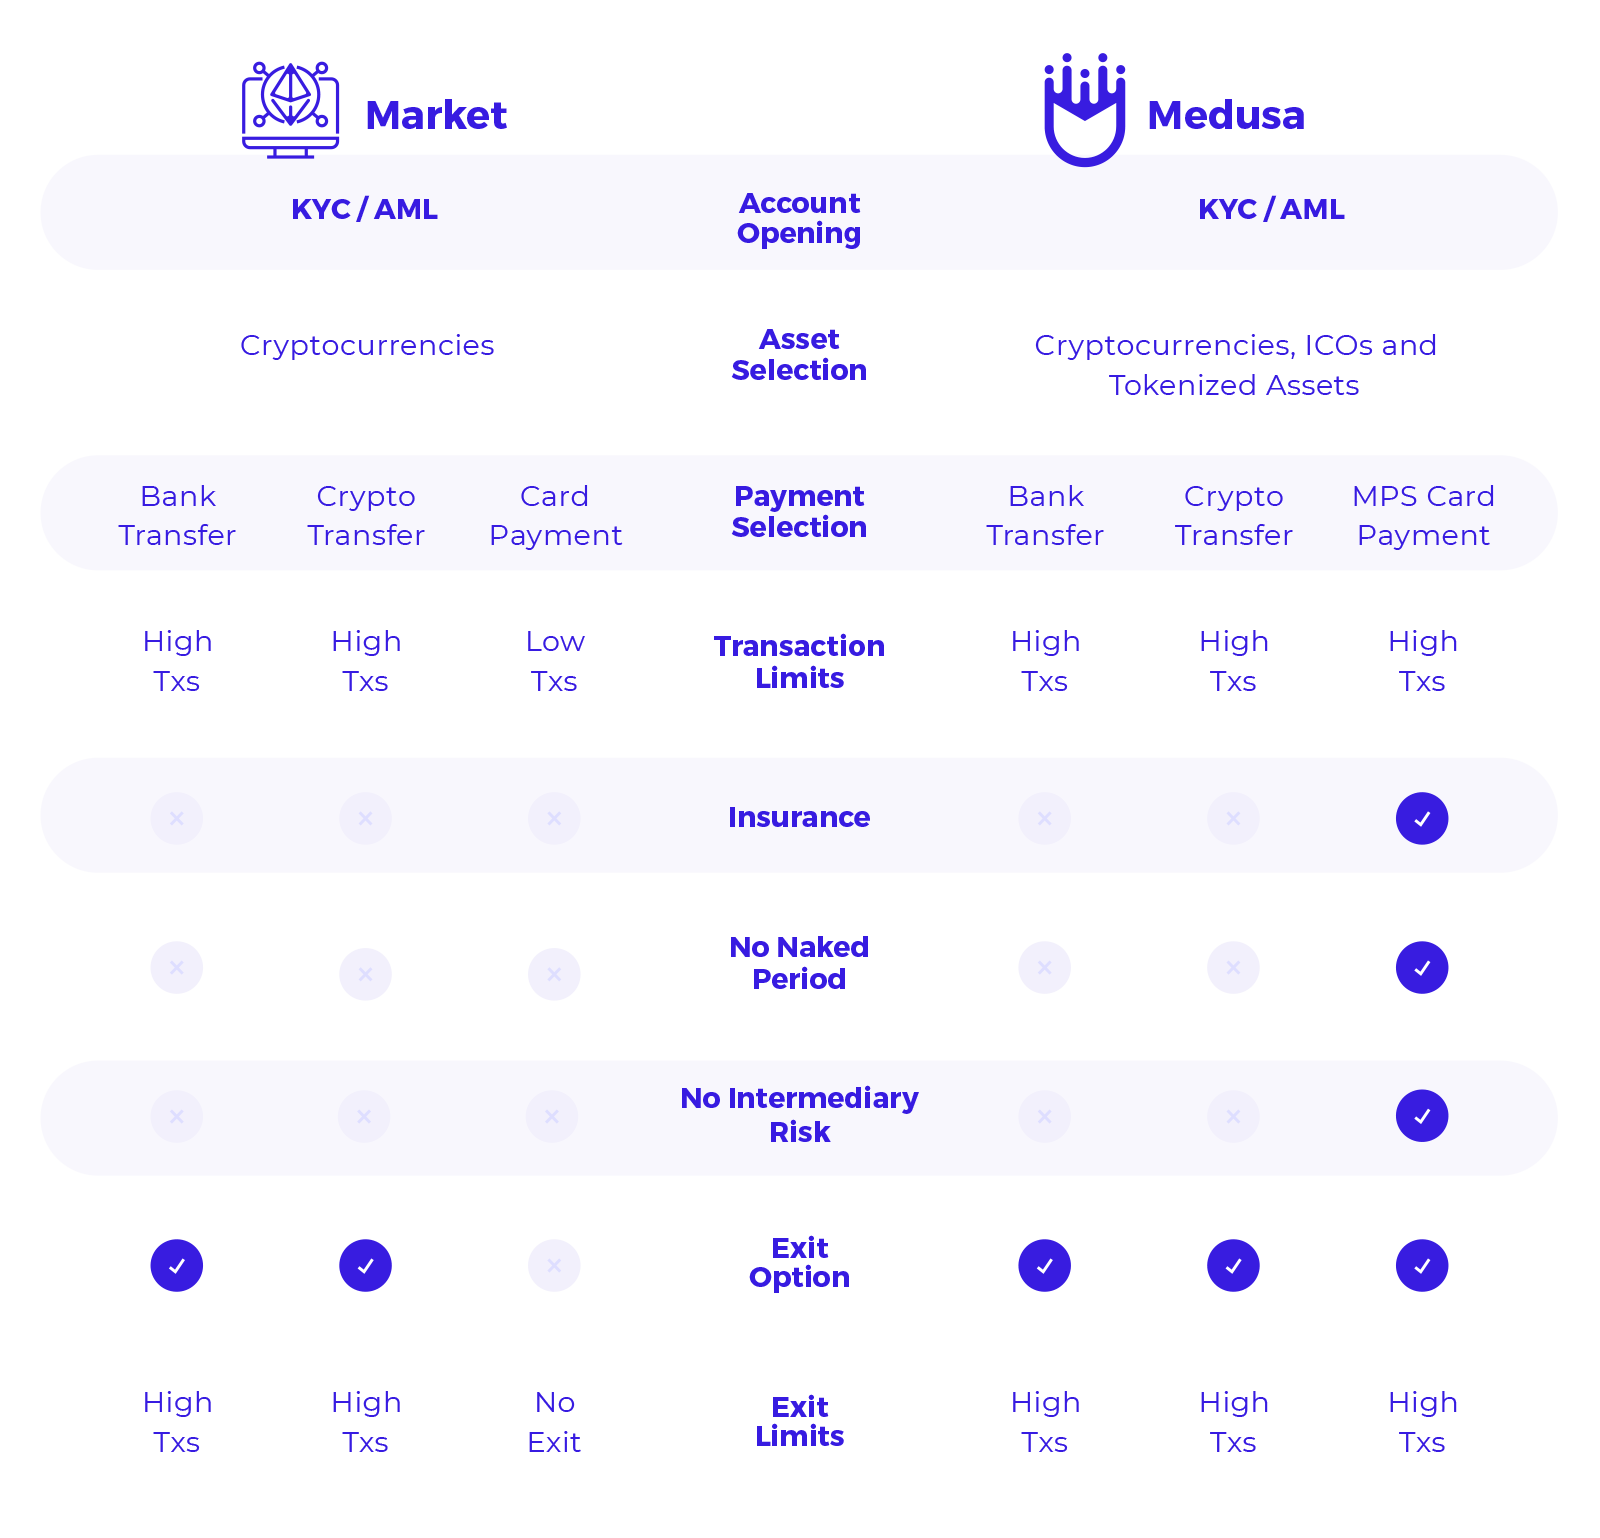 Market
Medusa
KYC / AML
Account
Opening
KYC / AML
Cryptocurrencies
Asset
Selection
Cryptocurrencies, ICOs and
Tokenized Assets
Bank
Transfer
Crypto
Transfer
Card
Payment
Payment
Selection
Bank
Transfer
Crypto
Transfer
MPS Card
Payment
High
Txs
High
Txs
Low
Txs
Transaction
Limits
High
Txs
High
Txs
High
Txs
Insurance
No Naked
Period
No Intermediary
Risk
Exit
Option
High
Txs
High
Txs
No
Exit
Exit
Limits
High
Txs
High
Txs
High
Txs